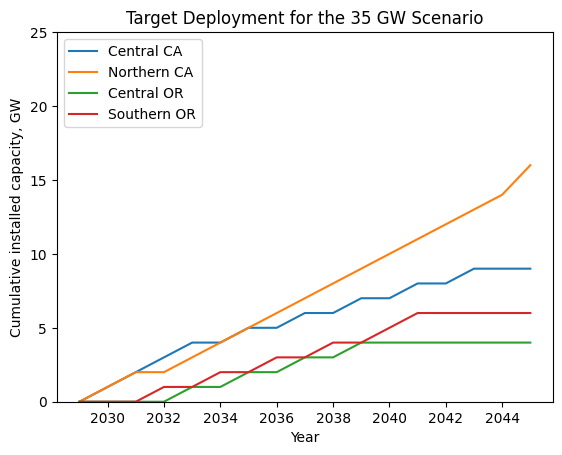 Target Deployment for the 35 GW Scenario
25
20
15
10
5
0
Cumulative installed capacity, GW
Central CA
Northern CA
Central OR
Southern OR
2030 2032 2034 2036 2038 2040 2042 2044
Year